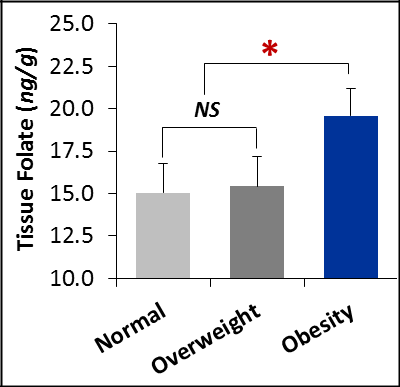 Tissue Folate (ng/g)
25.0
22.5
20.0
17.5
15.0
12.5
10.0
*
NS
Normal
Overweight
Obesity